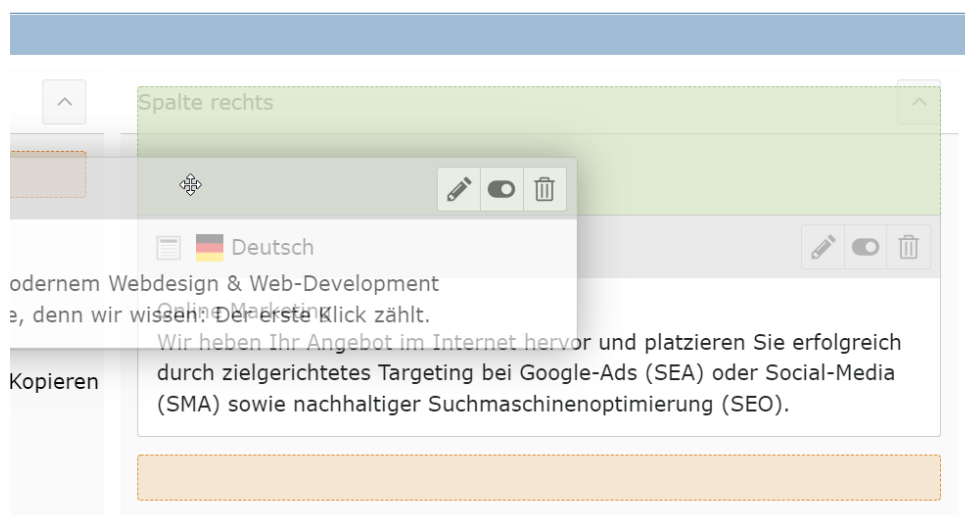 Spalte rechts
Deutsch
odernem Webdesign & Web-Development
e, denn wir wissen: Der erste Klick zählt.
Online Marketing
Wir heben Ihr Angebot im Internet hervor und platzieren Sie erfolgreich
durch zielgerichtetes Targeting bei Google-Ads (SEA) oder Social-Media
(SMA) sowie nachhaltiger Suchmaschinenoptimierung (SEO).
Kopieren